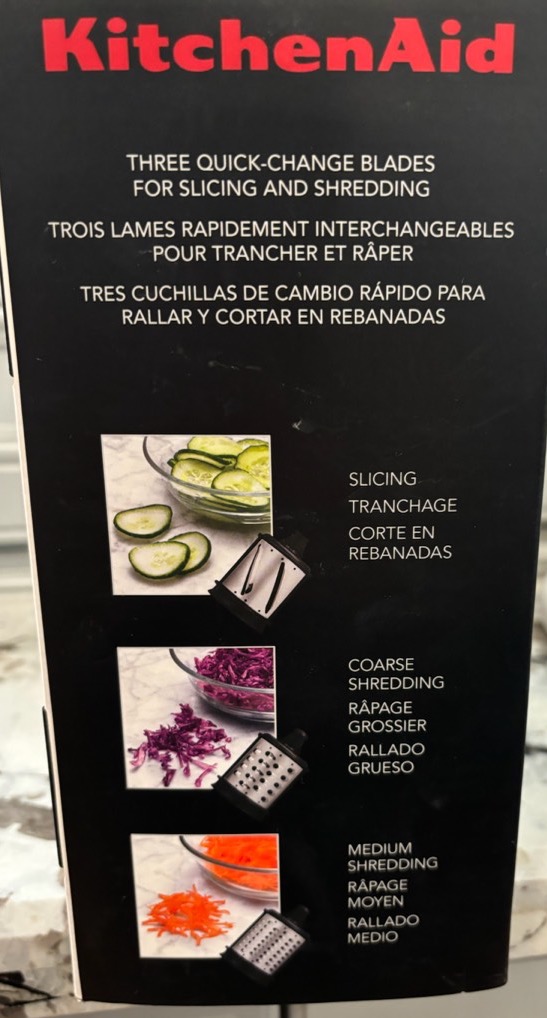 KitchenAid
THREE QUICK-CHANGE BLADES
FOR SLICING AND SHREDDING
TROIS LAMES RAPIDEMENT INTERCHANGEABLES
POUR TRANCHER ET RÂPER
TRES CUCHILLAS DE CAMBIO RÁPIDO PARA
RALLAR Y CORTAR EN REBANADAS
SLICING
TRANCHAGE
CORTE EN
REBANADAS
COARSE
SHREDDING
RÂPAGE
GROSSIER
RALLADO
GRUESO
MEDIUM
SHREDDING
RÂPAGE
MOYEN
RALLADO
MEDIO